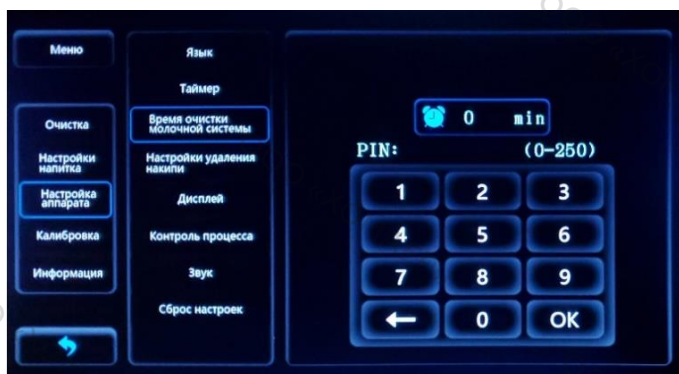 Меню
Очистка
Настройки
напитка
Настройка
аппарата
Калибровка
Информация
Язык
Таймер
Время очистки
молочной системы
Настройки удаления
накипи
Дисплей
Контроль процесса
Звук
Сброс настроек
0 min
PIN: (0-250)
1 2 3
4 5 6
7 8 9
0 OK